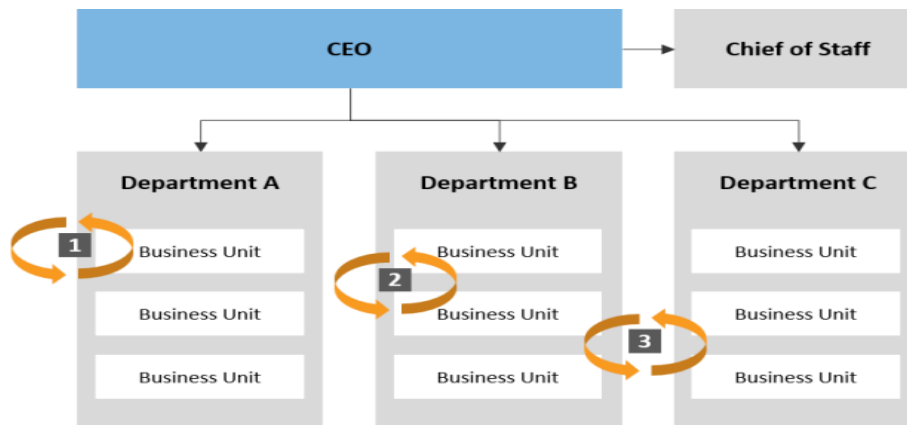 CEO
Chief of Staff
Department A
Department B
Department C
1
Business Unit
2
Business Unit
Business Unit
Business Unit
Business Unit
Business Unit
3
Business Unit
Business Unit
Business Unit